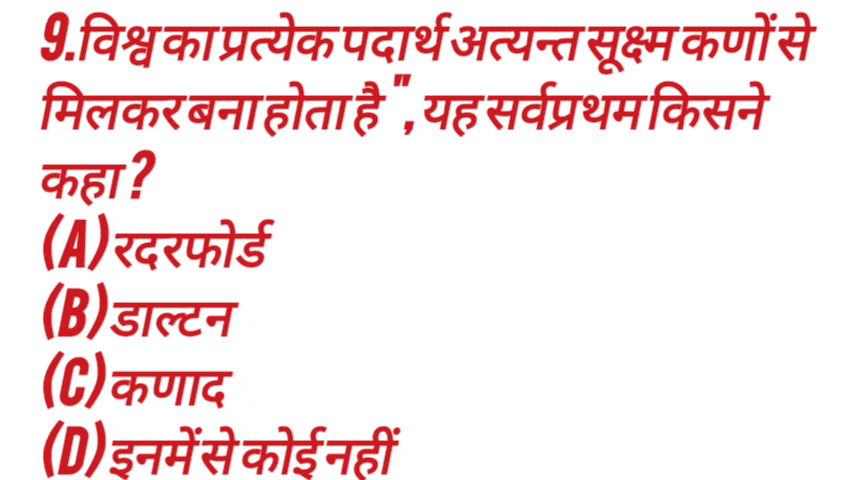 9.विश्व का प्रत्येक पदार्थ अत्यन्त सूक्ष्म कणों से
मिलकर बना होता है ", यह सर्वप्रथम किसने
कहा ?
(A) रदरफोर्ड
(B) डाल्टन
(C) कणाद
(D) इनमें से कोई नहीं